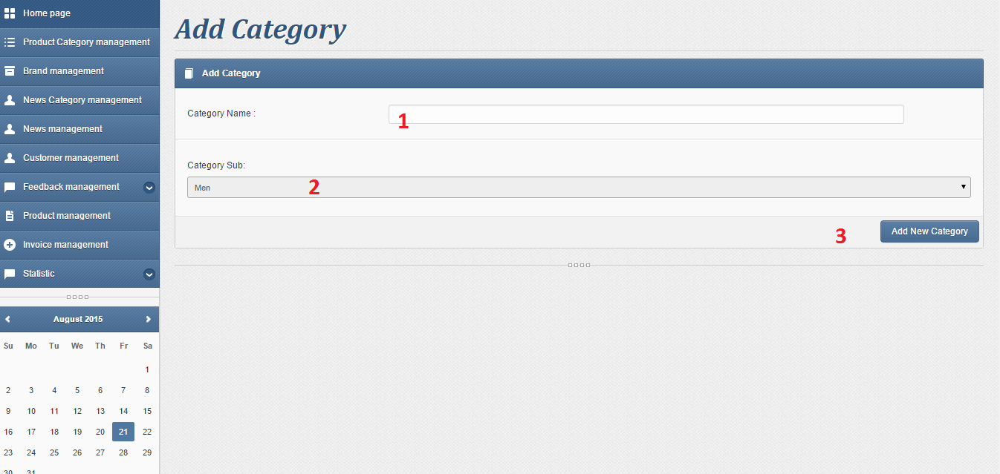 Home page
Product Category management
Brand management
News Category management
News management
Customer management
Feedback management
Product management
Invoice management
Statistic
August 2015
Su Mo Tu We Th Fr Sa
1
2 3 4 5 6 7 8
9 10 11 12 13 14 15
16 17 18 19 20 21 22
23 24 25 26 27 28 29
30 31
Add Category
Add Category
Category Name :
1
Category Sub:
Men 2
3 Add New Category